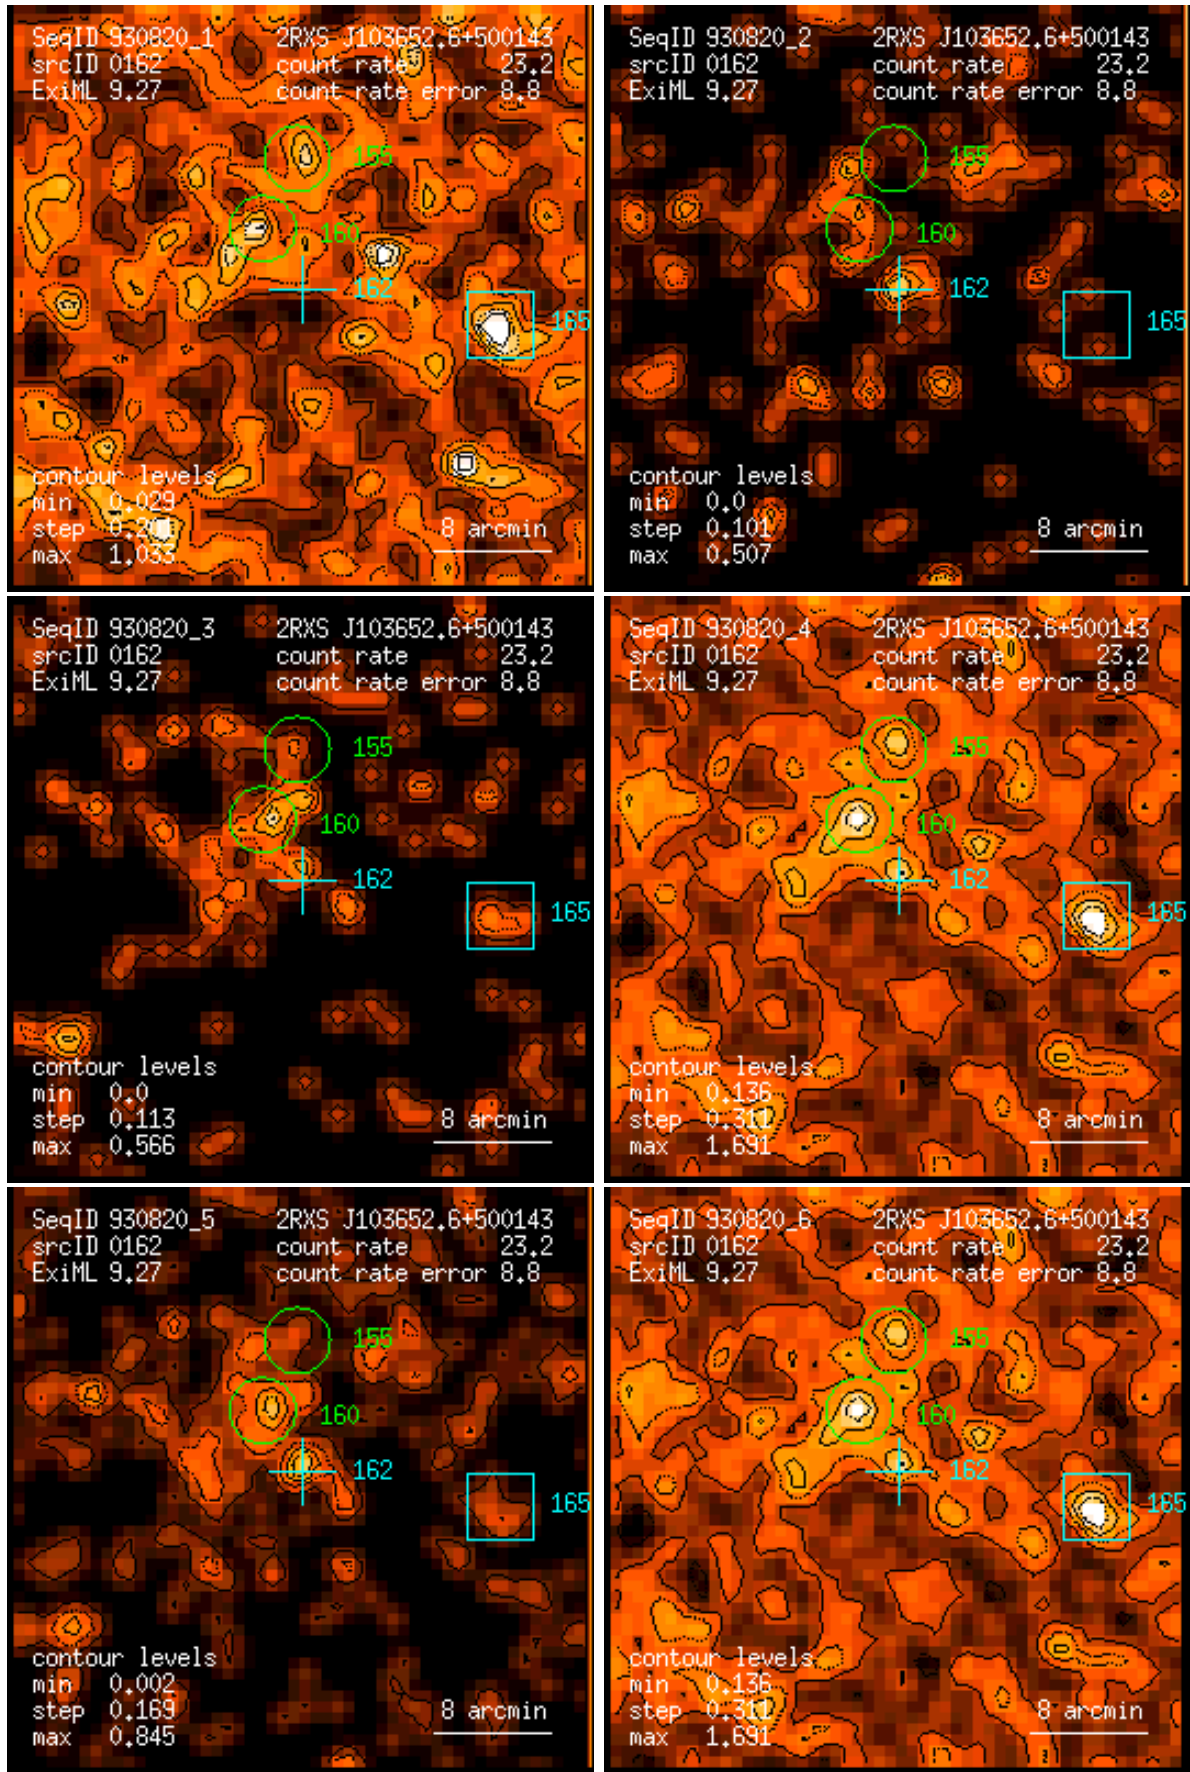 SeqID 930820_1 2RXS J103652.6+500143
srcID 0162 count rate 23.2
ExiML 9.27 count rate error 8.8
155
160
162
165
contour levels
min 0.029
step 0.201
max 1.033
8 arcmin
SeqID 930820_2 2RXS J103652.6+500143
srcID 0162 count rate 23.2
ExiML 9.27 count rate error 8.8
155
160
162
165
contour levels
min 0.0
step 0.101
max 0.507
8 arcmin
SeqID 930820_3 2RXS J103652.6+500143
srcID 0162 count rate 23.2
ExiML 9.27 count rate error 8.8
155
160
162
165
contour levels
min 0.0
step 0.113
max 0.566
8 arcmin
SeqID 930820_4 2RXS J103652.6+500143
srcID 0162 count rate 23.2
ExiML 9.27 count rate error 8.8
155
160
162
165
contour levels
min 0.136
step 0.311
max 1.691
8 arcmin
SeqID 930820_5 2RXS J103652.6+500143
srcID 0162 count rate 23.2
ExiML 9.27 count rate error 8.8
155
160
162
165
contour levels
min 0.002
step 0.169
max 0.845
8 arcmin
SeqID 930820_6 2RXS J103652.6+500143
srcID 0162 count rate 23.2
ExiML 9.27 count rate error 8.8
155
160
162
165
contour levels
min 0.136
step 0.311
max 1.691
8 arcmin